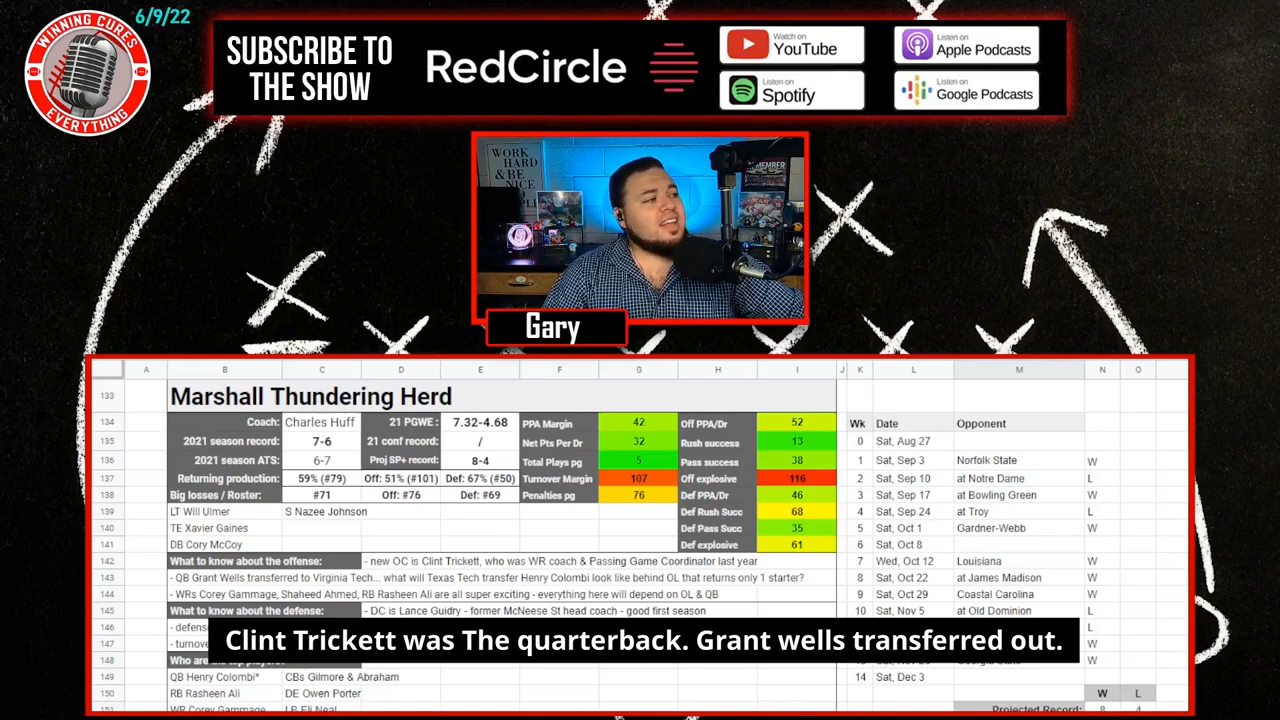 6/9/22
WINNING CURES
EVERYTHING
SUBSCRIBE TO
THE SHOW
RedCircle
Watch on
YouTube
Listen on
Spotify
Listen on
Apple Podcasts
Listen on
Google Podcasts
WORK
HARD
& BE
NICE
Gary
A B C D E F G H I J K L M N O
133 Marshall Thundering Herd
134 Coach: Charles Huff 21 PGWE : 7.32-4.68 PPA Margin 42 Off PPA/Dr 52 Wk Date Opponent
135 2021 season record: 7-6 21 conf record: / Net Pts Per Dr 32 Rush success 13 0 Sat, Aug 27
136 2021 season ATS: 6-7 Proj SP+ record: 8-4 Total Plays pg 5 Pass success 38 1 Sat, Sep 3 Norfolk State W
137 Returning production: 59% (#79) Off: 51% (#101) Def: 67% (#50) Turnover Margin 107 Off explosive 116 2 Sat, Sep 10 at Notre Dame L
138 Big losses / Roster: #71 Off: #76 Def: #69 Penalties pg 76 Def PPA/Dr 46 3 Sat, Sep 17 at Bowling Green W
139 LT Will Ulmer S Nazee Johnson Def Rush Succ 68 4 Sat, Sep 24 at Troy L
140 TE Xavier Gaines Def Pass Succ 35 5 Sat, Oct 1 Gardner-Webb W
141 DB Cory McCoy Def explosive 61 6 Sat, Oct 8
142 What to know about the offense: - new OC is Clint Trickett, who was WR coach & Passing Game Coordinator last year 7 Wed, Oct 12 Louisiana W
143 - QB Grant Wells transferred to Virginia Tech... what will Texas Tech transfer Henry Colombi look like behind OL that returns only 1 starter? 8 Sat, Oct 22 at James Madison W
144 - WRs Corey Gammage, Shaheed Ahmed, RB Rasheen Ali are all super exciting - everything here will depend on OL & QB 9 Sat, Oct 29 Coastal Carolina W
145 What to know about the defense: - DC is Lance Guidry - former McNeese St head coach - good first season 10 Sat, Nov 5 at Old Dominion L
146 - defens L
Clint Trickett was The quarterback. Grant wells transferred out.
147 - turnove W
148 Who are W
149 QB Henry Colombi* CBs Gilmore & Abraham 14 Sat, Dec 3
150 RB Rasheen Ali DE Owen Porter W L
151 WR Corey Gammage LB Eli Neal Projected Record: 8 4